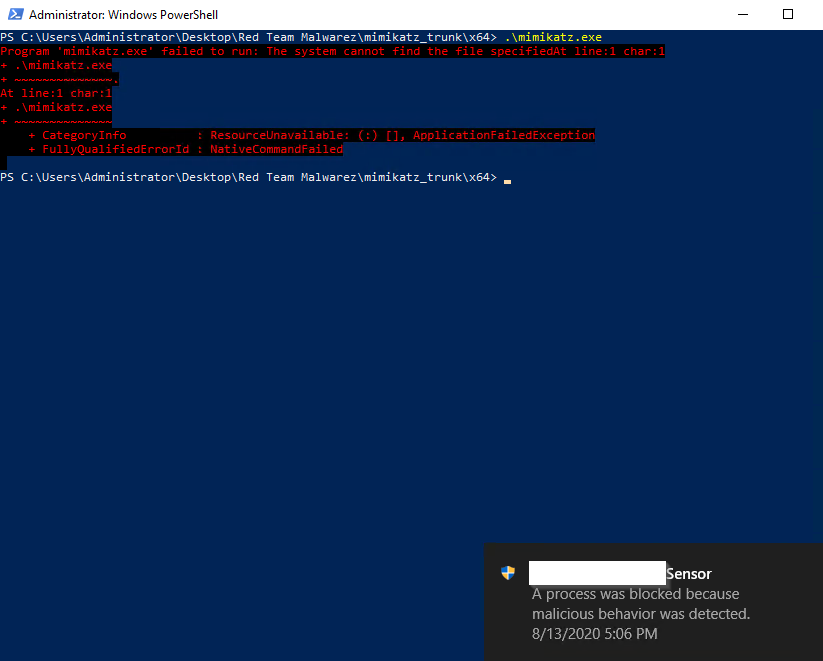 Administrator: Windows PowerShell
PS C:\Users\Administrator\Desktop\Red Team Malwarez\mimikatz_trunk\x64> .\mimikatz.exe
Program 'mimikatz.exe' failed to run: The system cannot find the file specifiedAt line:1 char:1
+ .\mimikatz.exe
+ ~~~~~~~~~~~~~~.
At line:1 char:1
+ .\mimikatz.exe
+ ~~~~~~~~~~~~~~
    + CategoryInfo          : ResourceUnavailable: (:) [], ApplicationFailedException
    + FullyQualifiedErrorId : NativeCommandFailed
PS C:\Users\Administrator\Desktop\Red Team Malwarez\mimikatz_trunk\x64>
Sensor
A process was blocked because
malicious behavior was detected.
8/13/2020 5:06 PM